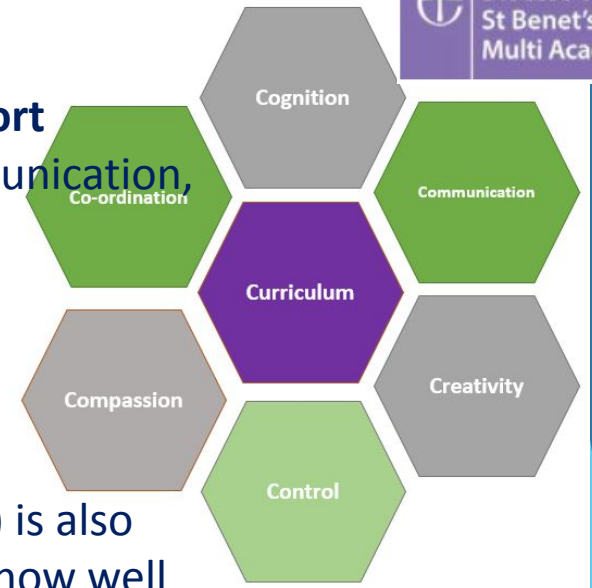 St Benet's
Multi Aca
ort
unication,
Cognition
Co-ordination
Communication
Curriculum
Compassion
Creativity
Control
) is also
now well